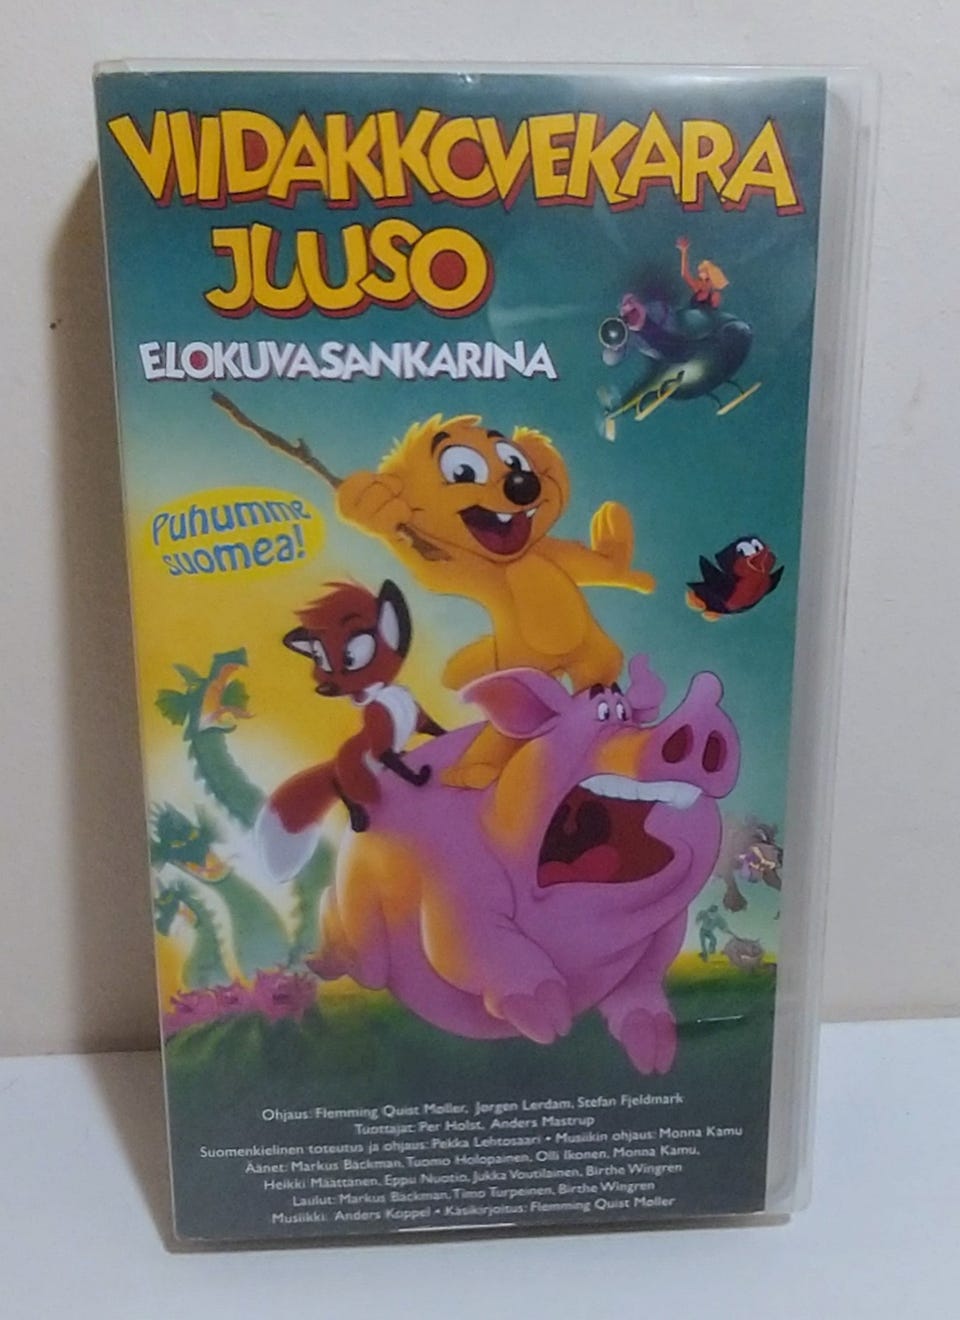 VIIDAKKOVEKARA
JUUSO
ELOKUVASANKARINA
Puhumme
suomea!
Ohjaus: Flemming Quist Møller, Jørgen Lerdam, Stefan Fjeldmark
Tuottajat: Per Holst, Anders Mastrup
Suomenkielinen toteutus ja ohjaus: Pekka Lehtosaari • Musiikin ohjaus: Monna Kamu
Äänet: Markus Bäckman, Tuomo Holopainen, Olli Ikonen, Monna Kamu,
Heikki Määttänen, Eppu Nuotio, Jukka Voutilainen, Birthe Wingren
Laulut: Markus Bäckman, Timo Turpeinen, Birthe Wingren
Musiikki: Anders Koppel • Käsikirjoitus: Flemming Quist Møller